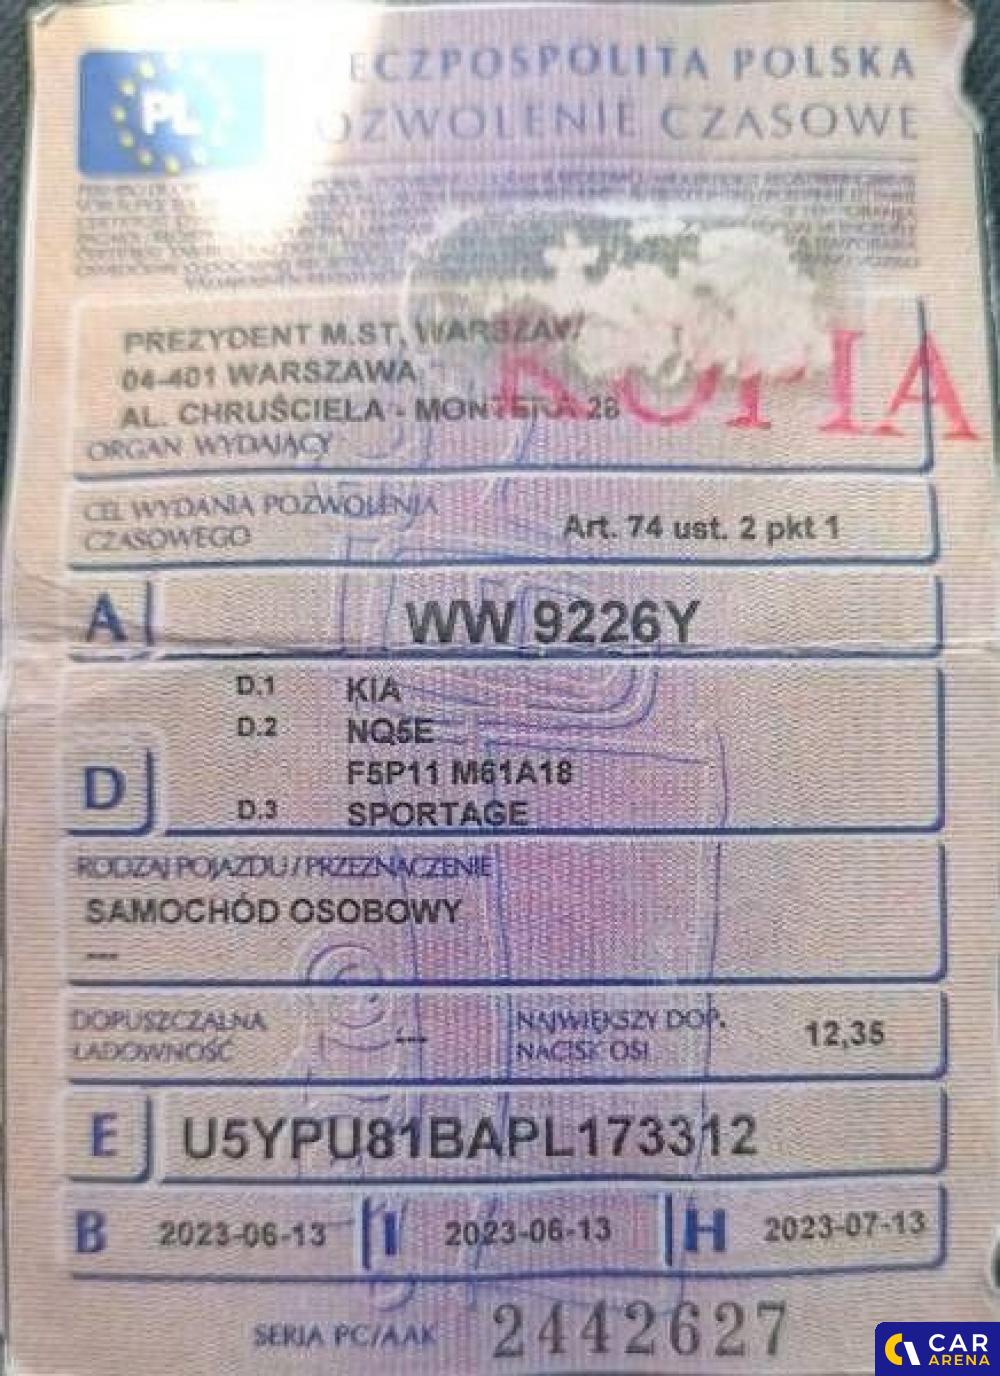 PL
RZECZPOSPOLITA POLSKA
POZWOLENIE CZASOWE
PREZYDENT M.ST. WARSZAW
04-401 WARSZAWA
AL. CHRUŚCIELA - MONTERA 28
KOPIA
ORGAN WYDAJĄCY
CEL WYDANIA POZWOLENIA
CZASOWEGO
Art. 74 ust. 2 pkt 1
A WW 9226Y
D.1 KIA
D.2 NQ5E
F5P11 M61A18
D
D.3 SPORTAGE
RODZAJ POJAZDU / PRZEZNACZENIE
SAMOCHÓD OSOBOWY
---
DOPUSZCZALNA
ŁADOWNOŚĆ
---
NAJWIĘKSZY DOP.
NACISK OSI
12,35
E U5YPU81BAPL173312
B 2023-06-13 I 2023-06-13 H 2023-07-13
SERIA PC/AAK 2442627
CAR
ARENA